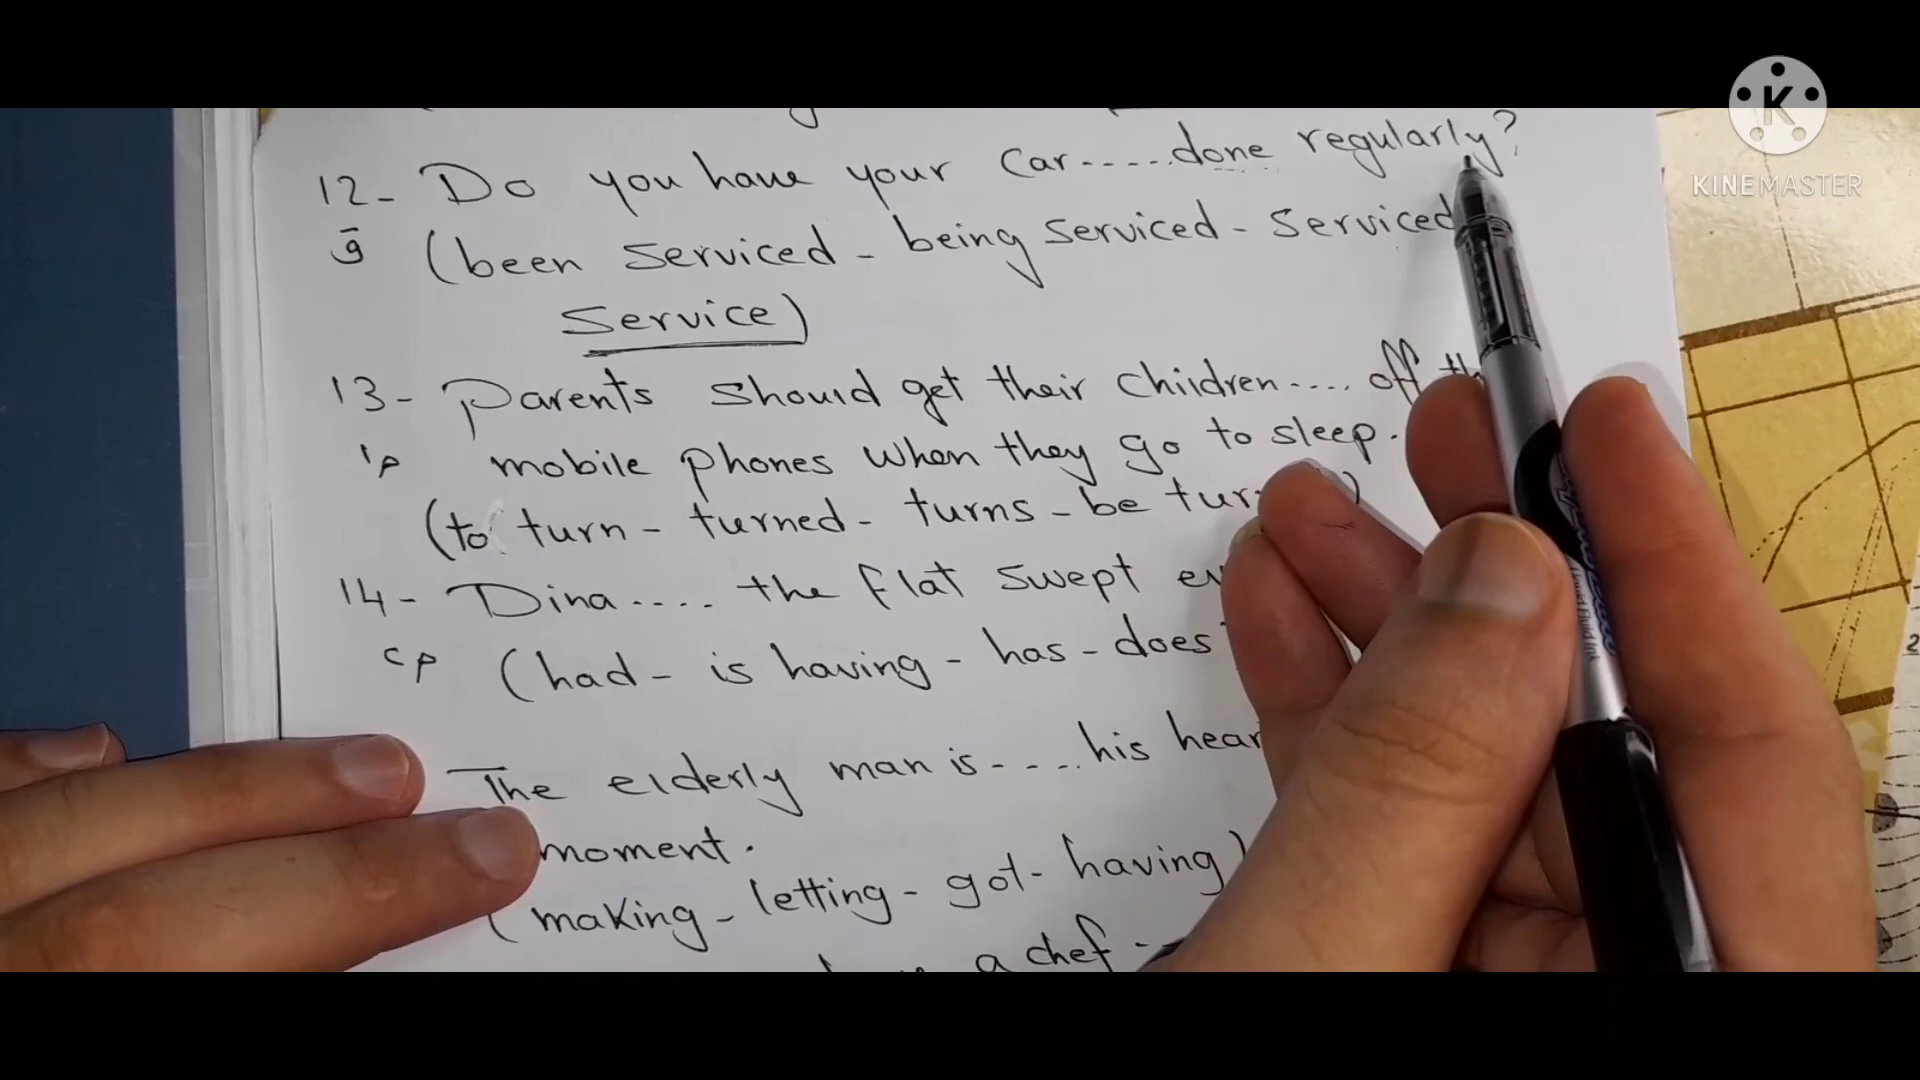 12- Do you have your car.....done regularly?
(been serviced - being serviced - serviced
service)
13- Parents should get their children.... off
mobile phones when they go to sleep.
(to turn - turned - turns - be
14- Dina.... the flat swept
(had - is having - has - does
The elderly man is....his
moment.
(making - letting - got - having)
a chef
K
KINEMASTER